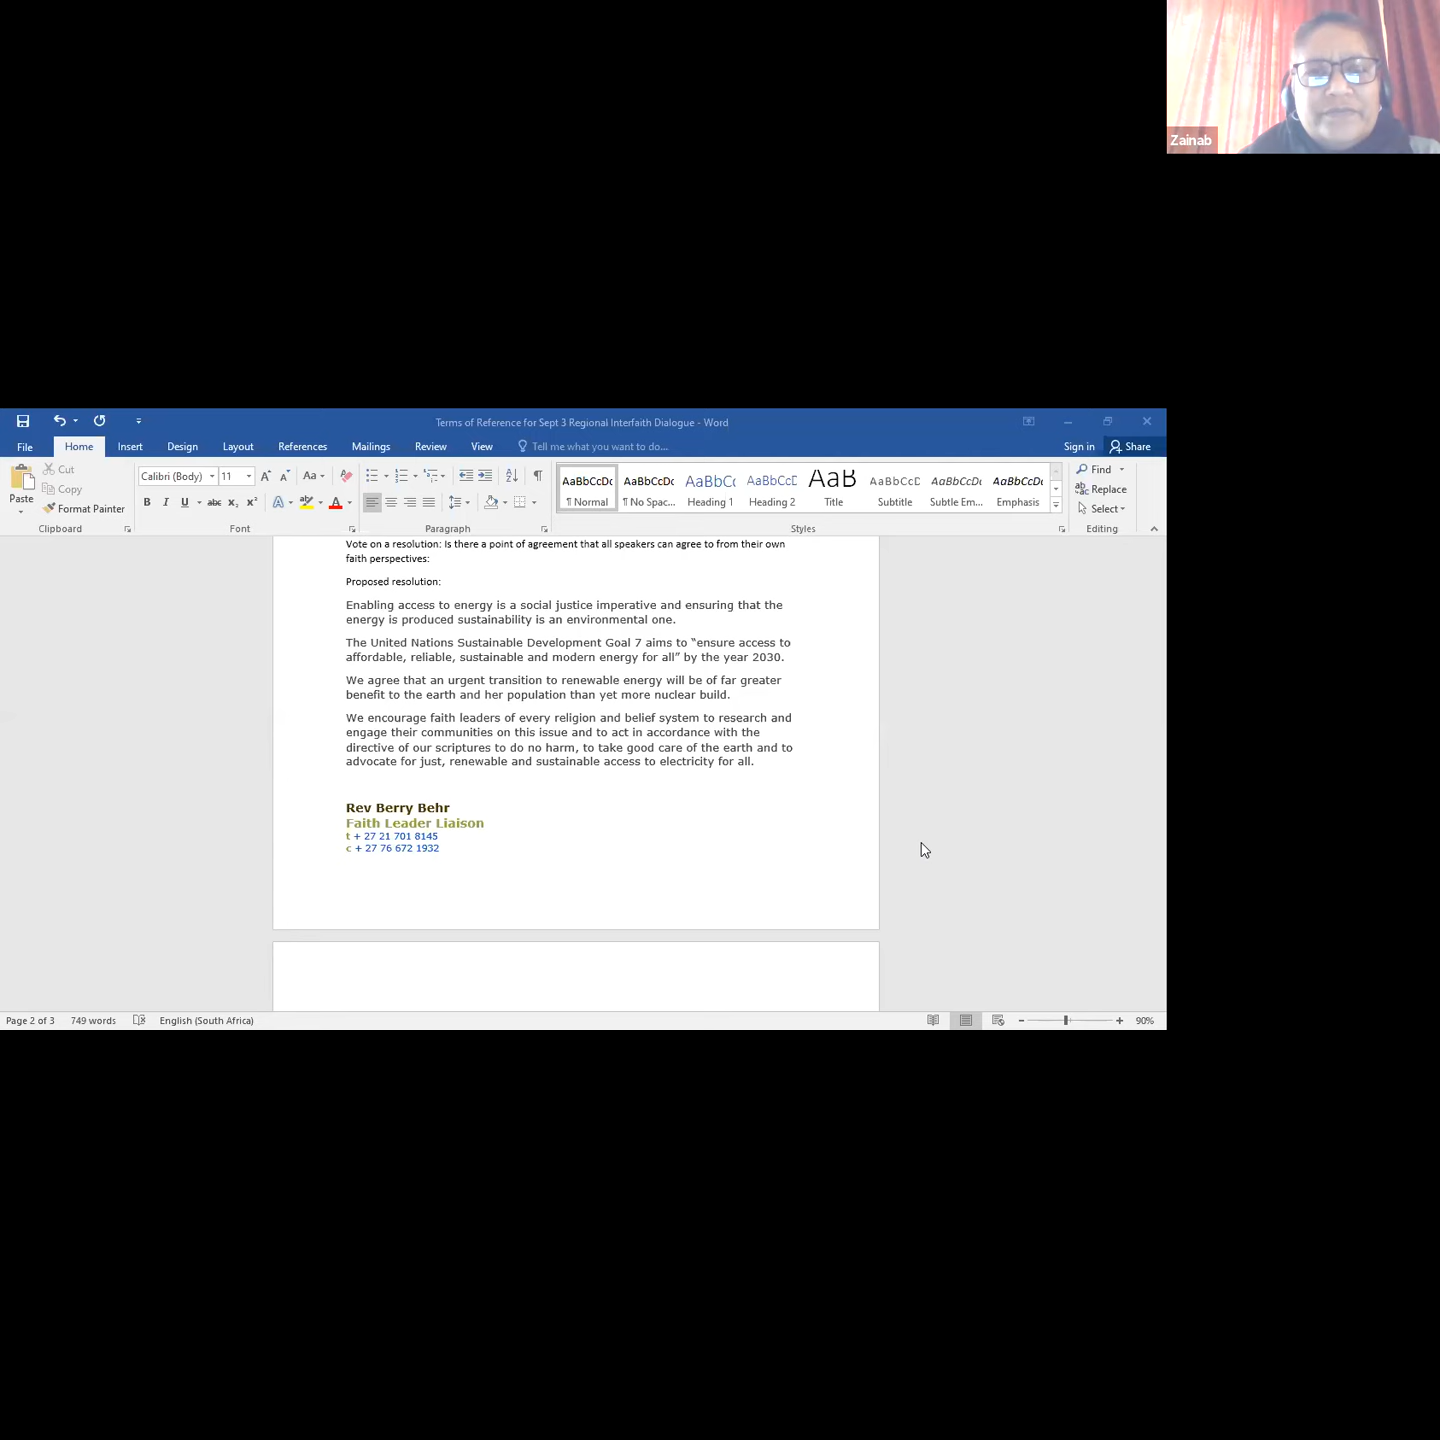 Zainab
Terms of Reference for Sept 3 Regional Interfaith Dialogue - Word
File Home Insert Design Layout References Mailings Review View Tell me what you want to do... Sign in Share
Paste
Cut
Copy
Format Painter
Clipboard
Calibri (Body) 11
Font
Paragraph
AaBbCcDc AaBbCcDc AaBbCc AaBbCcD AaB AaBbCcD AaBbCcDc AaBbCcDc
¶ Normal ¶ No Spac... Heading 1 Heading 2 Title Subtitle Subtle Em... Emphasis
Styles
Find
Replace
Select
Editing
Vote on a resolution: Is there a point of agreement that all speakers can agree to from their own
faith perspectives:
Proposed resolution:
Enabling access to energy is a social justice imperative and ensuring that the
energy is produced sustainability is an environmental one.
The United Nations Sustainable Development Goal 7 aims to “ensure access to
affordable, reliable, sustainable and modern energy for all” by the year 2030.
We agree that an urgent transition to renewable energy will be of far greater
benefit to the earth and her population than yet more nuclear build.
We encourage faith leaders of every religion and belief system to research and
engage their communities on this issue and to act in accordance with the
directive of our scriptures to do no harm, to take good care of the earth and to
advocate for just, renewable and sustainable access to electricity for all.
Rev Berry Behr
Faith Leader Liaison
t + 27 21 701 8145
c + 27 76 672 1932
Page 2 of 3 749 words English (South Africa) 90%